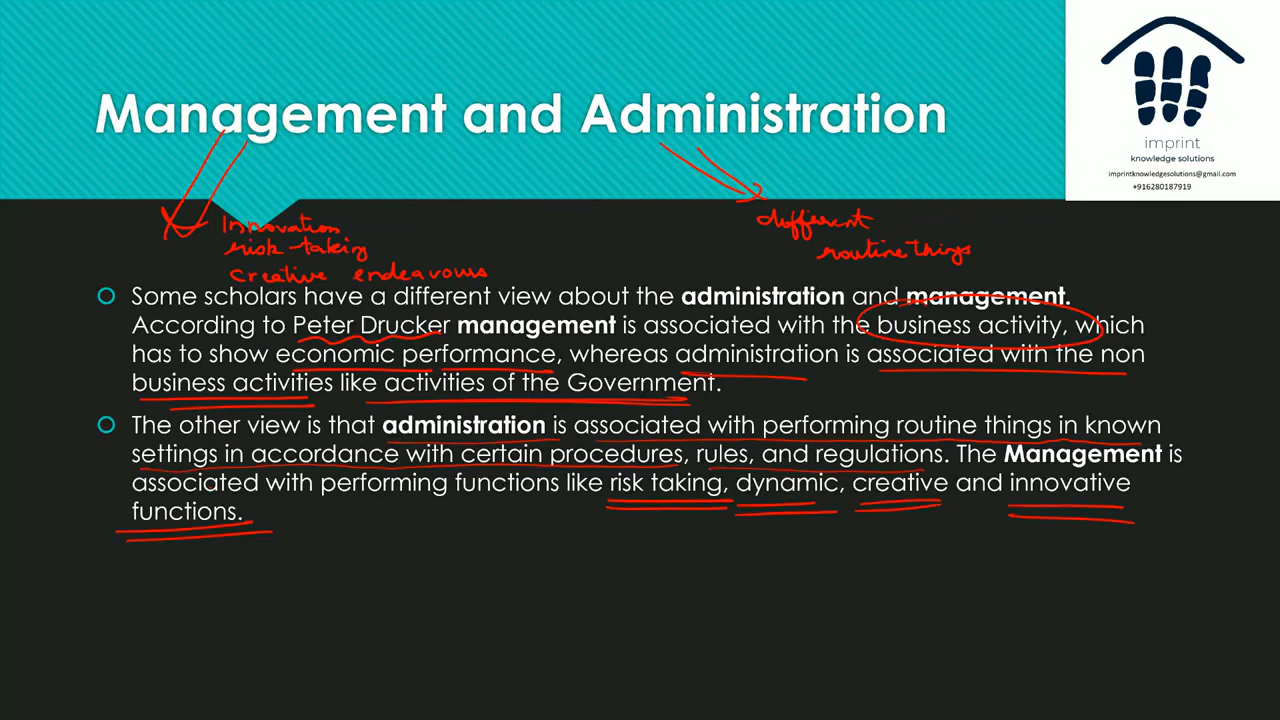 Management and Administration
imprint
knowledge solutions
imprintknowledgesolutions@gmail.com
+916280187919
Innovation
risk taking
creative endeavours
different
routine things
Some scholars have a different view about the administration and management.
According to Peter Drucker management is associated with the business activity, which
has to show economic performance, whereas administration is associated with the non
business activities like activities of the Government.
The other view is that administration is associated with performing routine things in known
settings in accordance with certain procedures, rules, and regulations. The Management is
associated with performing functions like risk taking, dynamic, creative and innovative
functions.